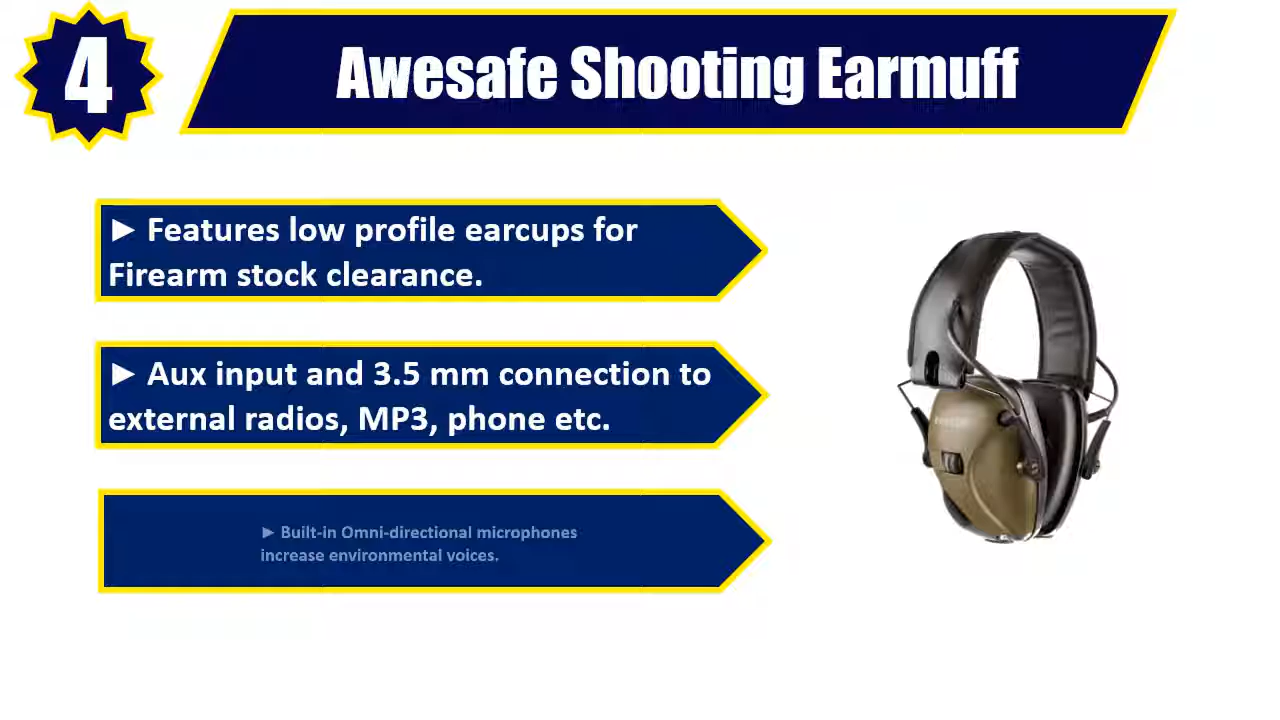 4
Awesafe Shooting Earmuff
► Features low profile earcups for
Firearm stock clearance.
► Aux input and 3.5 mm connection to
external radios, MP3, phone etc.
► Built-in Omni-directional microphones
increase environmental voices.